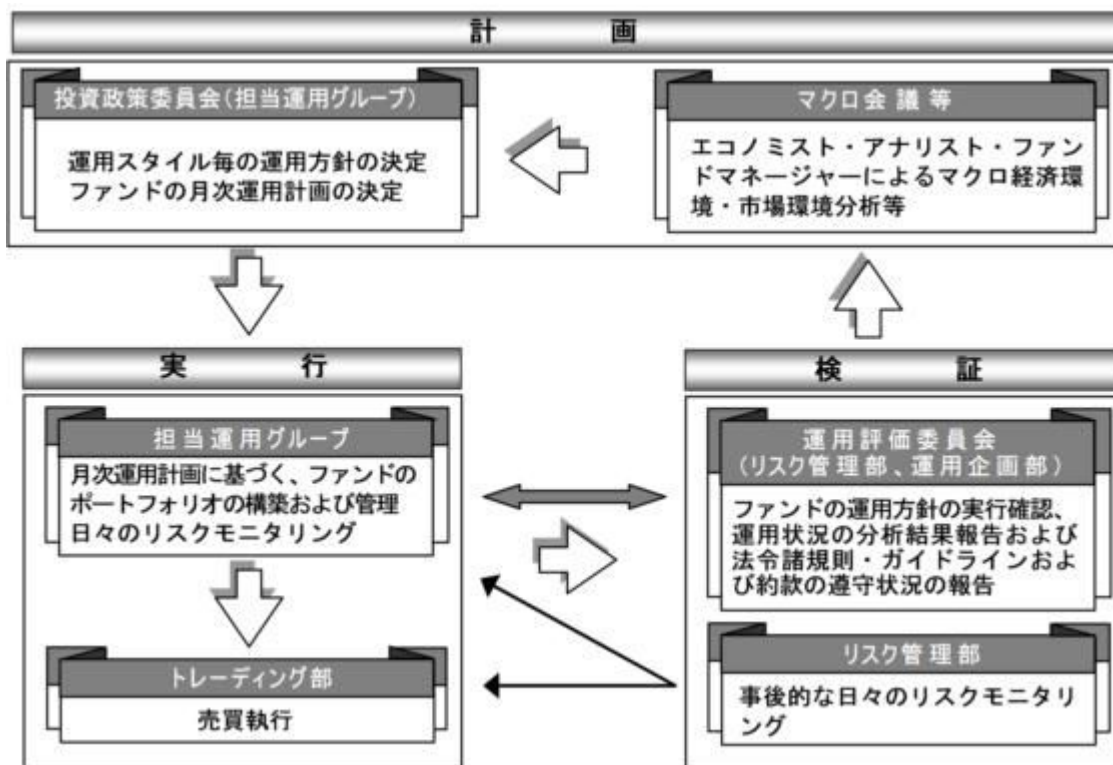 計画
投資政策委員会(担当運用グループ)
運用スタイル毎の運用方針の決定
ファンドの月次運用計画の決定
マクロ会議等
エコノミスト・アナリスト・ファン
ドマネージャーによるマクロ経済環
境・市場環境分析等
実行
担当運用グループ
月次運用計画に基づく、ファンドの
ポートフォリオの構築および管理
日々のリスクモニタリング
トレーディング部
売買執行
検証
運用評価委員会
(リスク管理部、運用企画部)
ファンドの運用方針の実行確認、
運用状況の分析結果報告および
法令諸規則・ガイドラインおよ
び約款の遵守状況の報告
リスク管理部
事後的な日々のリスクモニタリ
ング